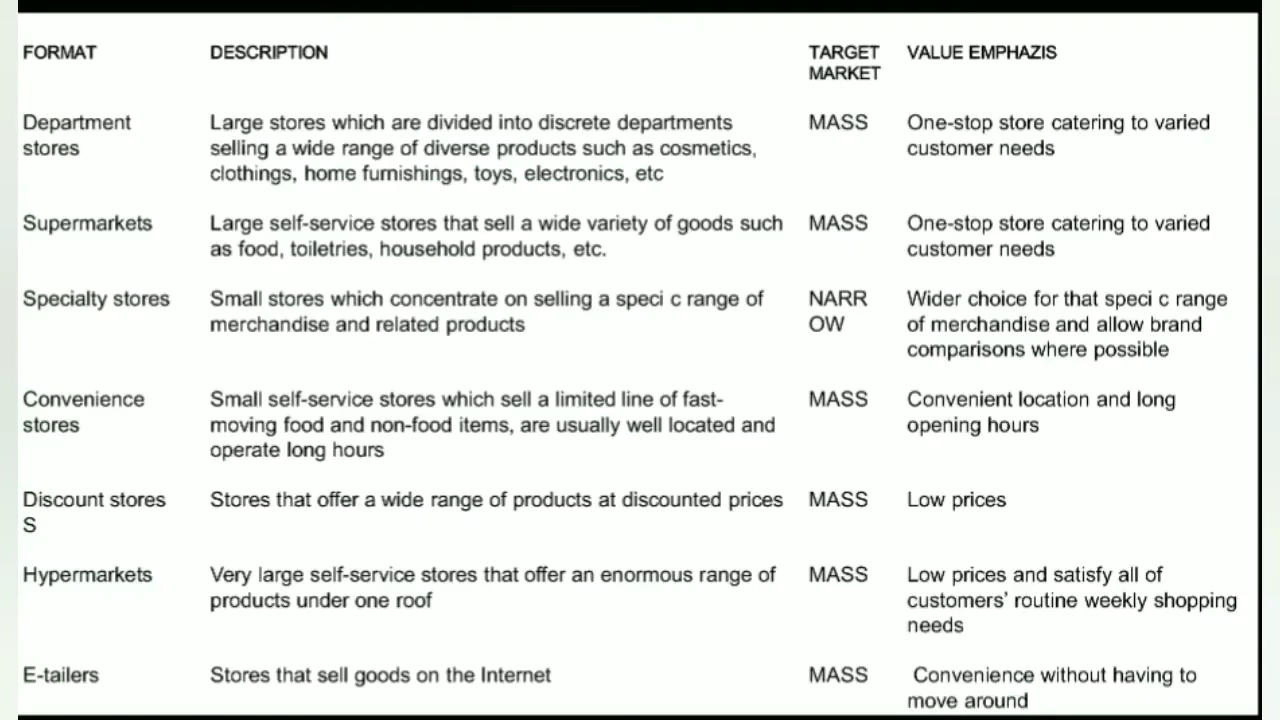 FORMAT DESCRIPTION TARGET MARKET VALUE EMPHAZIS
Department stores
Large stores which are divided into discrete departments
selling a wide range of diverse products such as cosmetics,
clothings, home furnishings, toys, electronics, etc
MASS
One-stop store catering to varied
customer needs
Supermarkets
Large self-service stores that sell a wide variety of goods such
as food, toiletries, household products, etc.
MASS
One-stop store catering to varied
customer needs
Specialty stores
Small stores which concentrate on selling a speci c range of
merchandise and related products
NARR
OW
Wider choice for that speci c range
of merchandise and allow brand
comparisons where possible
Convenience
stores
Small self-service stores which sell a limited line of fast-
moving food and non-food items, are usually well located and
operate long hours
MASS
Convenient location and long
opening hours
Discount stores
S
Stores that offer a wide range of products at discounted prices
MASS
Low prices
Hypermarkets
Very large self-service stores that offer an enormous range of
products under one roof
MASS
Low prices and satisfy all of
customers' routine weekly shopping
needs
E-tailers
Stores that sell goods on the Internet
MASS
Convenience without having to
move around